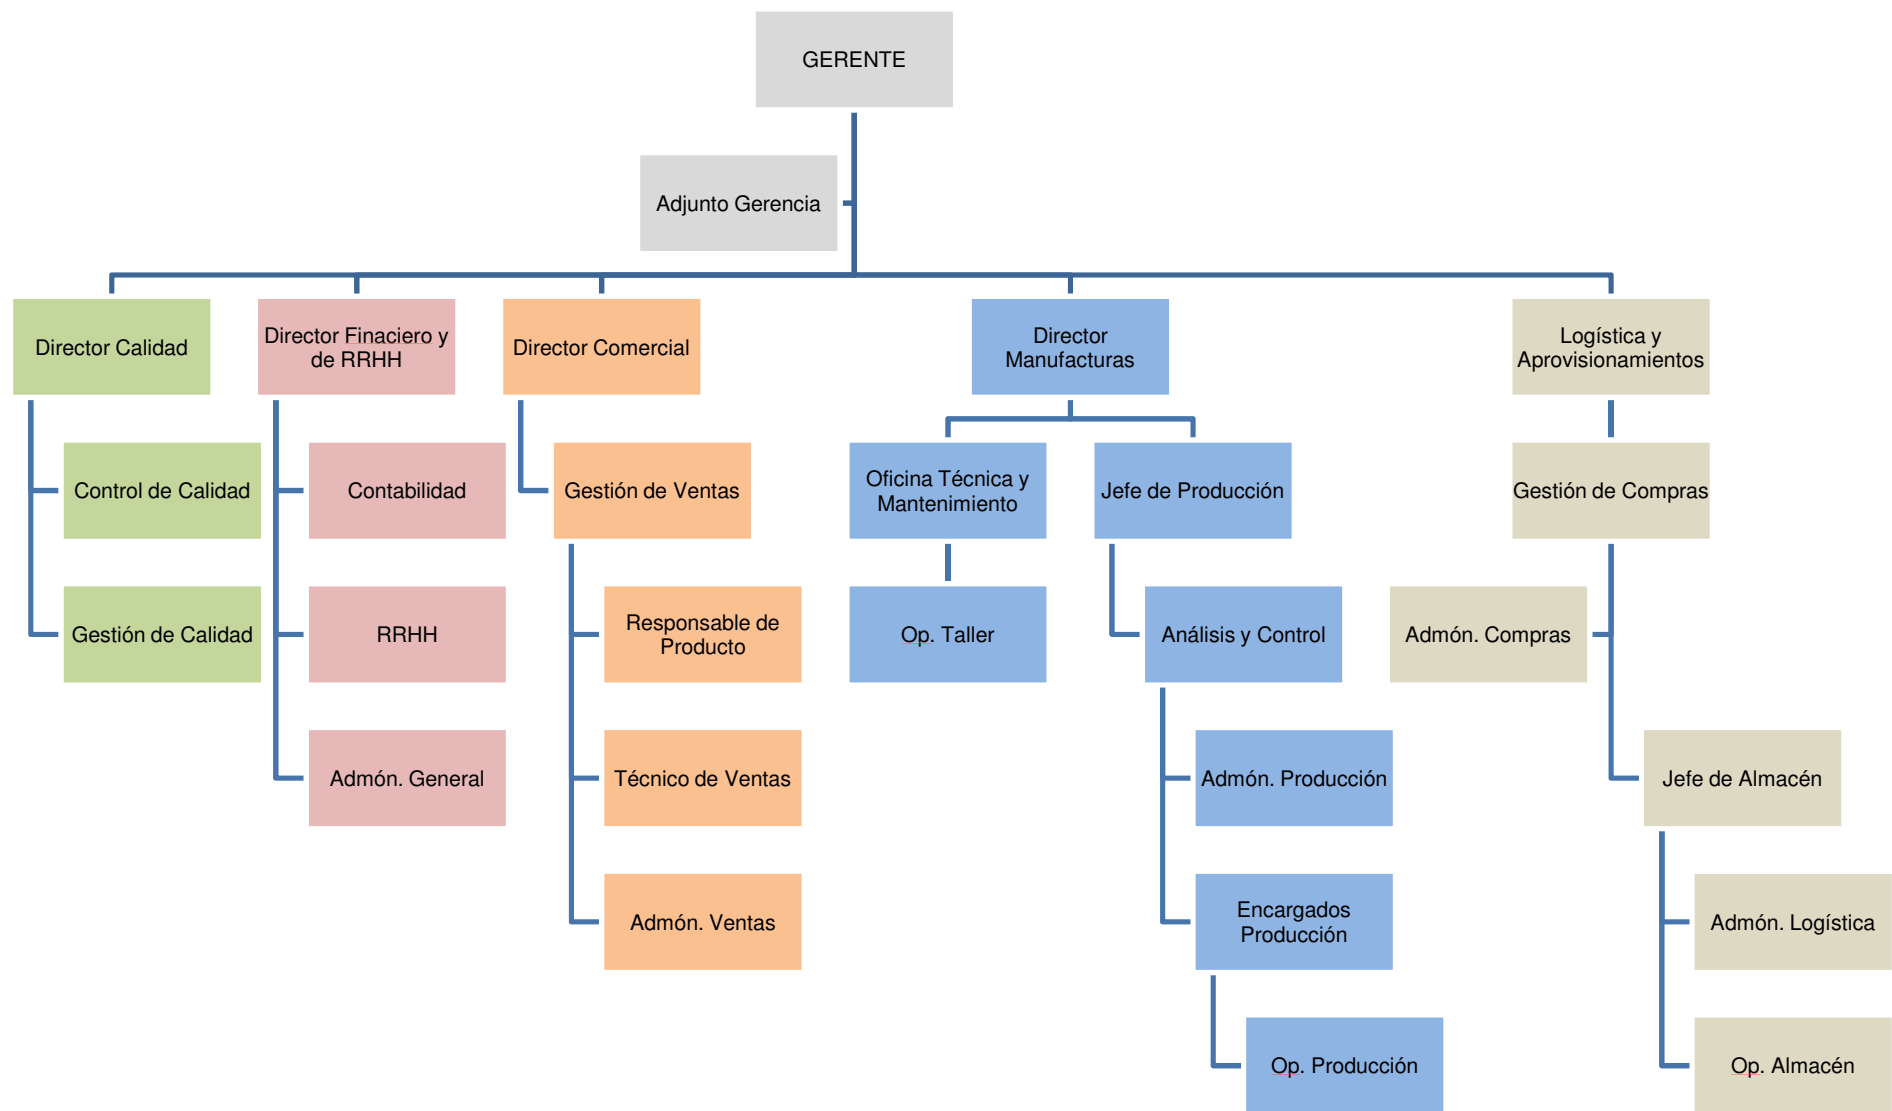 GERENTE
Adjunto Gerencia
Director Calidad
Director Finaciero y
de RRHH
Director Comercial
Director
Manufacturas
Logística y
Aprovisionamientos
Control de Calidad
Contabilidad
Gestión de Ventas
Oficina Técnica y
Mantenimiento
Jefe de Producción
Gestión de Compras
Gestión de Calidad
RRHH
Responsable de
Producto
Op. Taller
Análisis y Control
Admón. Compras
Admón. General
Técnico de Ventas
Admón. Producción
Jefe de Almacén
Admón. Ventas
Encargados
Producción
Admón. Logística
Op. Producción
Op. Almacén